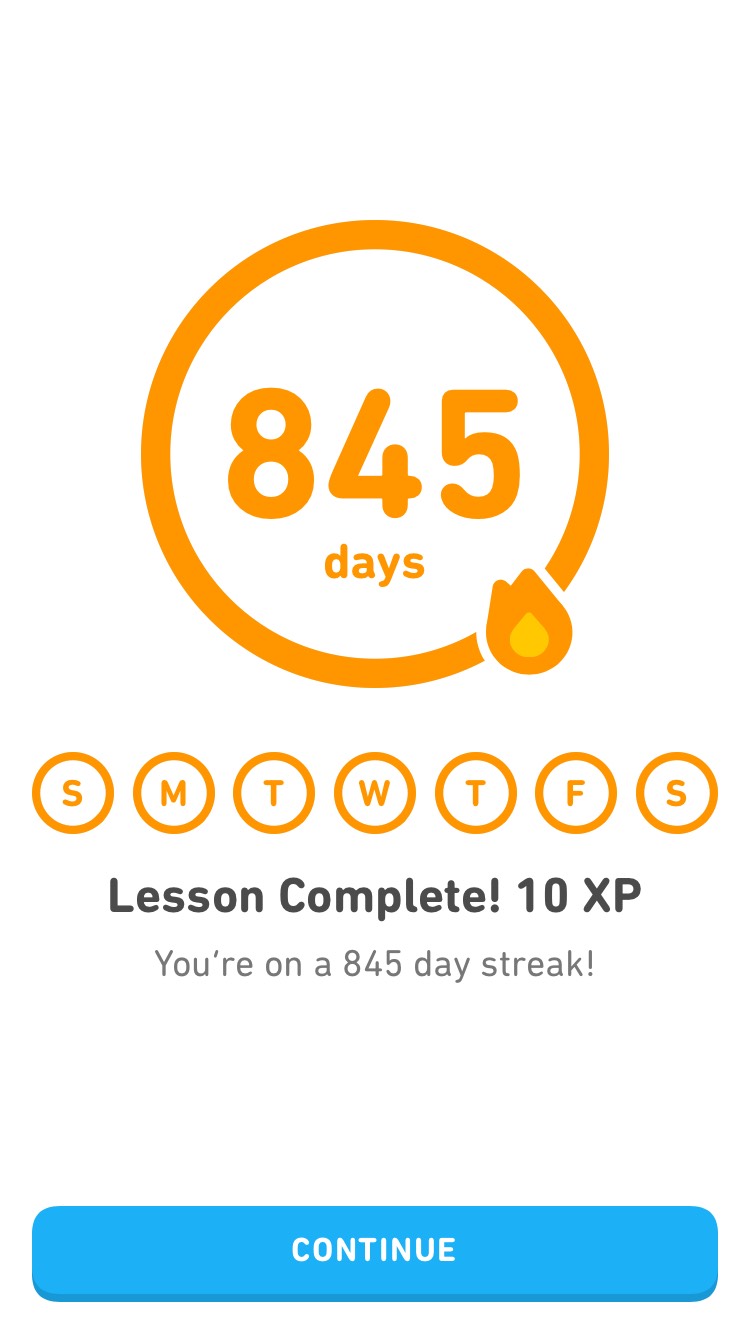 845
days
S M T W T F S
Lesson Complete! 10 XP
You‘re on a 845 day streak!
CONTINUE